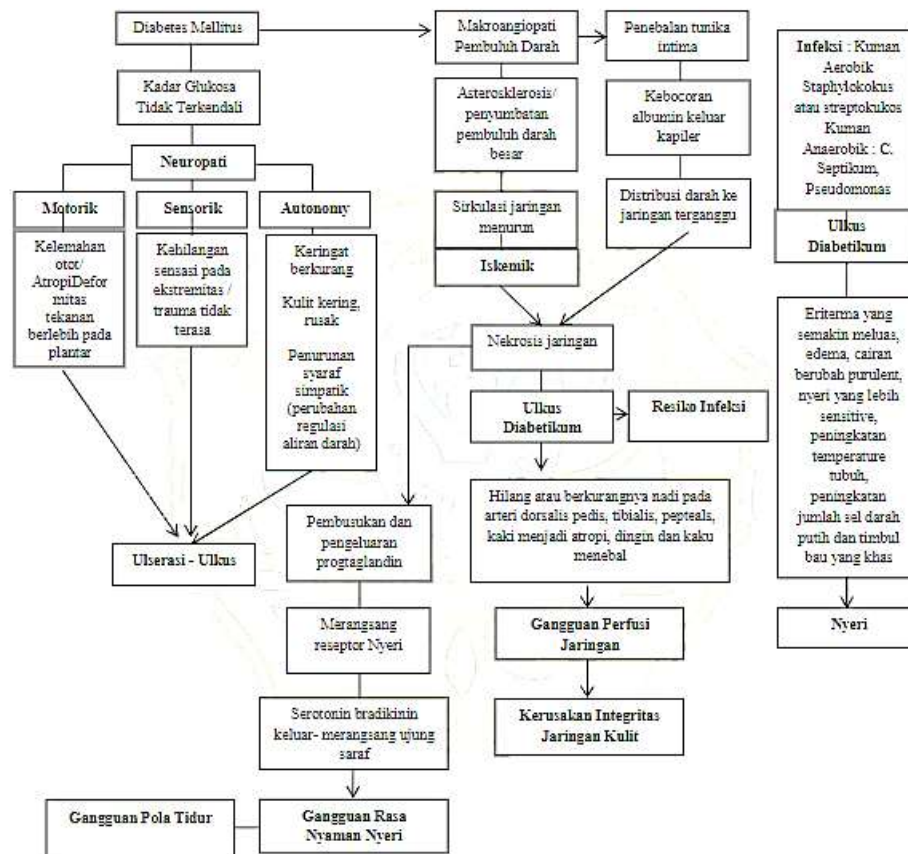 Diabetes Mellitus
Makroangiopati
Pembuluh Darah
Penebalan tunika
intima
Infeksi : Kuman
Aerobik
Staphylokokus
atau streptokukos
Kuman
Anaerobik : C.
Septikum,
Pseudomonas
Kadar Glukosa
Tidak Terkendali
Asterosklerosis/
penyumbatan
pembuluh darah
besar
Kebocoran
albumin keluar
kapiler
Neuropati
Motorik
Sensorik
Autonomy
Sirkulasi jaringan
menurun
Distribusi darah ke
jaringan terganggu
Ulkus
Diabetikum
Kelemahan
otot/
AtropiDefor
mitas
tekanan
berlebih pada
plantar
Kehilangan
sensasi pada
ekstremitas /
trauma tidak
terasa
Keringat
berkurang
Kulit kering,
rusak
Penurunan
syaraf
simpatik
(perubahan
regulasi
aliran darah)
Iskemik
Nekrosis jaringan
Ulkus
Diabetikum
Resiko Infeksi
Eriterma yang
semakin meluas,
edema, cairan
berubah purulent,
nyeri yang lebih
sensitive,
peningkatan
temperature
tubuh,
peningkatan
jumlah sel darah
putih dan timbul
bau yang khas
Hilang atau berkurangnya nadi pada
arteri dorsalis pedis, tibialis, pepteals,
kaki menjadi atropi, dingin dan kaku
menebal
Pembusukan dan
pengeluaran
progtaglandin
Ulserasi - Ulkus
Nyeri
Gangguan Perfusi
Jaringan
Merangsang
reseptor Nyeri
Kerusakan Integritas
Jaringan Kulit
Serotonin bradikinin
keluar- merangsang ujung
saraf
Gangguan Pola Tidur
Gangguan Rasa
Nyaman Nyeri